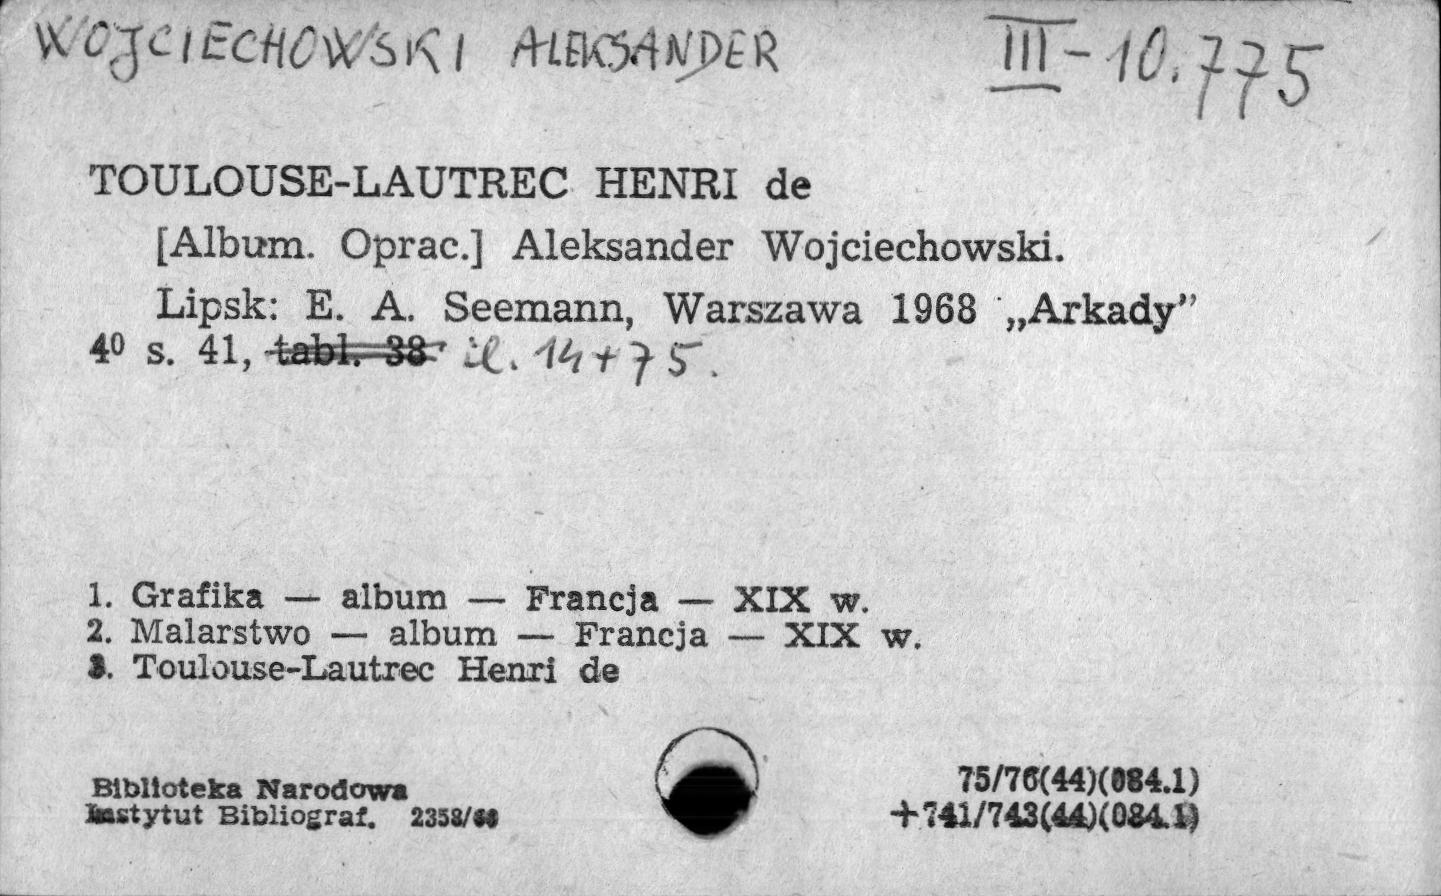 WOJCIECHOWSKI ALEKSANDER III-10.775
TOULOUSE-LAUTREC HENRI de
[Album. Oprac.] Aleksander Wojciechowski.
Lipsk: E. A. Seemann, Warszawa 1968 „Arkady”
4⁰ s. 41, tabl. 38 il. 14+75.
1. Grafika — album — Francja — XIX w.
2. Malarstwo — album — Francja — XIX w.
3. Toulouse-Lautrec Henri de
Biblioteka Narodowa 75/76(44)(084.1)
Instytut Bibliograf. +741/743(44)(084.1)